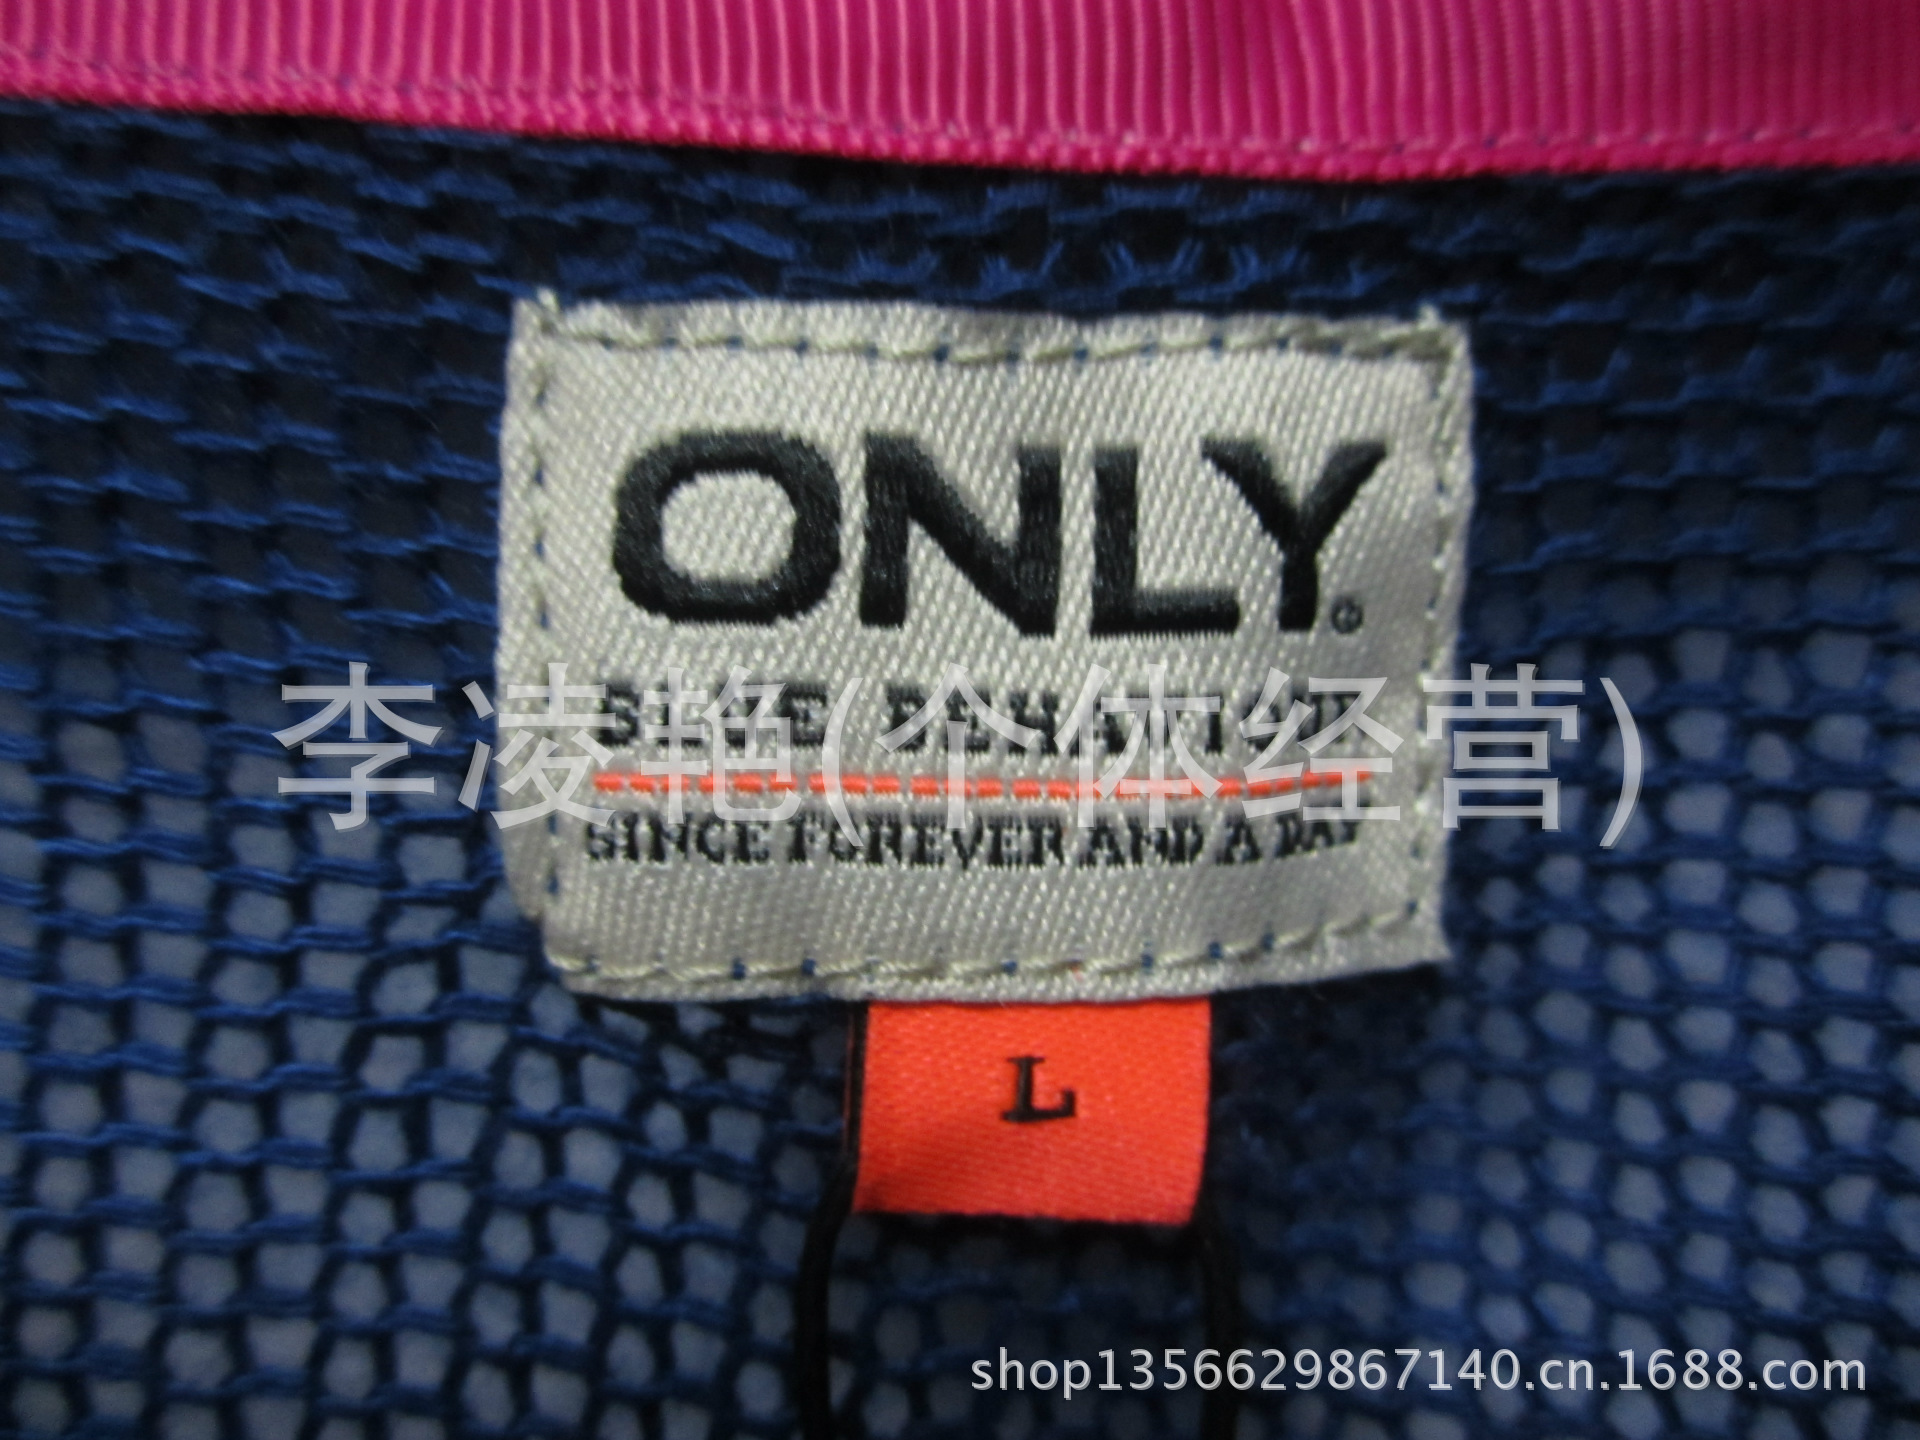 ONLY
李凌艳(个体经营)
SINCE FOREVER AND A DAY
L
shop1356629867140.cn.1688.com